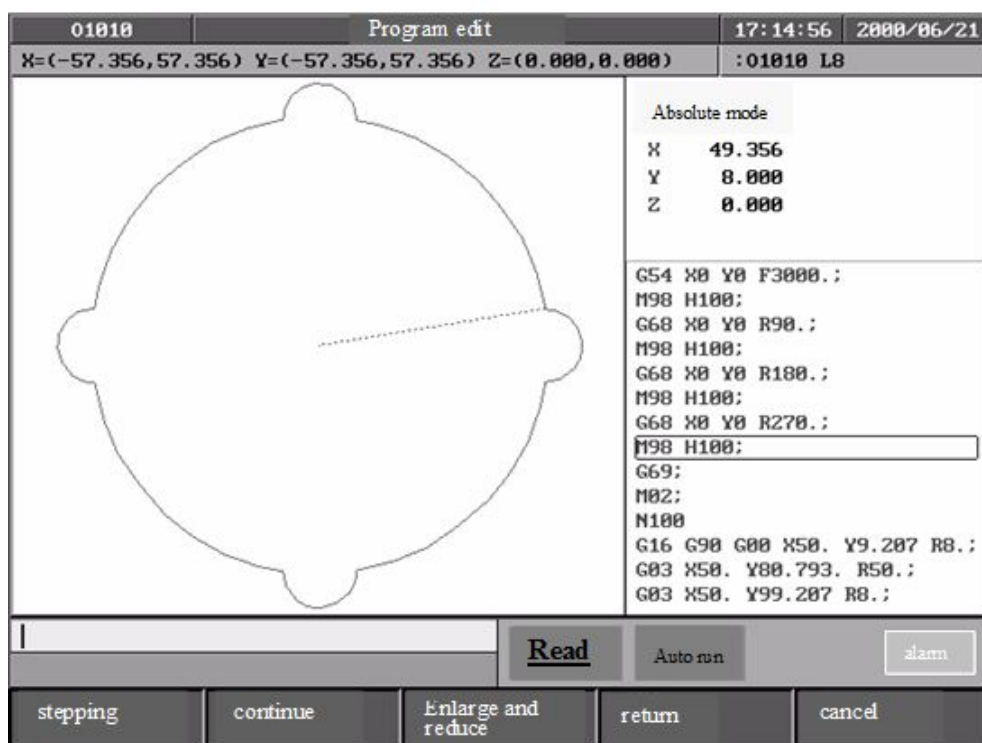 O1010 Program edit 17:14:56 2000/06/21
X=(-57.356,57.356) Y=(-57.356,57.356) Z=(0.000,0.000) :O1010 L8
Absolute mode
X 49.356
Y 8.000
Z 0.000
G54 X0 Y0 F3000.;
M98 H100;
G68 X0 Y0 R90.;
M98 H100;
G68 X0 Y0 R180.;
M98 H100;
G68 X0 Y0 R270.;
M98 H100;
G69;
M02;
N100
G16 G90 G00 X50. Y9.207 R8.;
G03 X50. Y80.793. R50.;
G03 X50. Y99.207 R8.;
Read Auto run alarm
stepping continue Enlarge and reduce return cancel